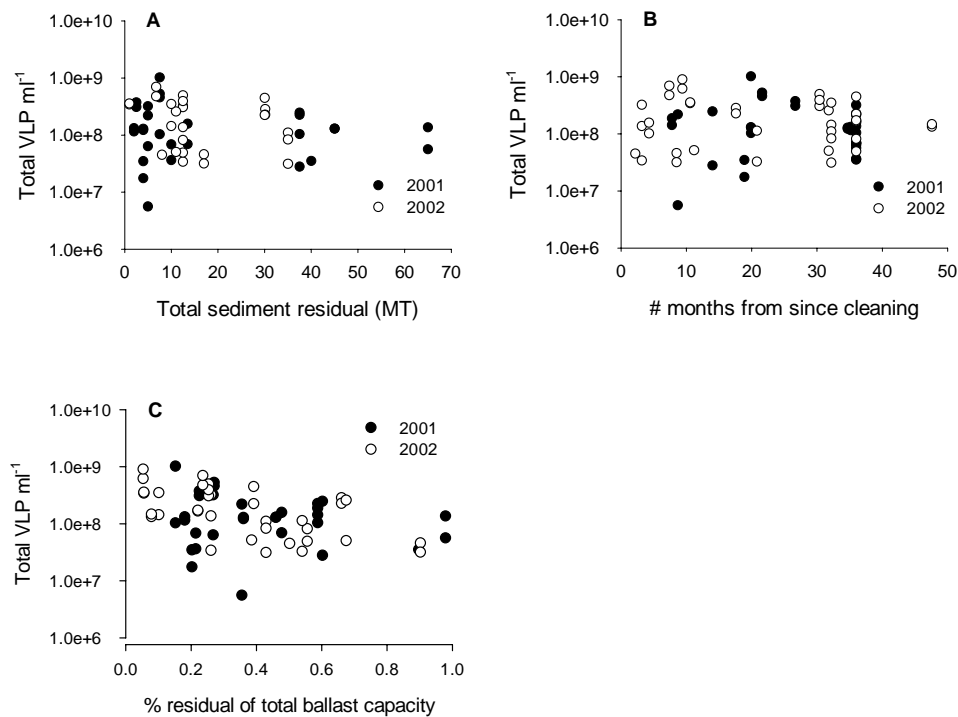 A
1.0e+10
1.0e+9
1.0e+8
1.0e+7
1.0e+6
Total VLP ml-1
2001
2002
0 10 20 30 40 50 60 70
Total sediment residual (MT)
B
1.0e+10
1.0e+9
1.0e+8
1.0e+7
1.0e+6
Total VLP ml-1
2001
2002
0 10 20 30 40 50
# months from since cleaning
C
1.0e+10
1.0e+9
1.0e+8
1.0e+7
1.0e+6
Total VLP ml-1
2001
2002
0.0 0.2 0.4 0.6 0.8 1.0
% residual of total ballast capacity